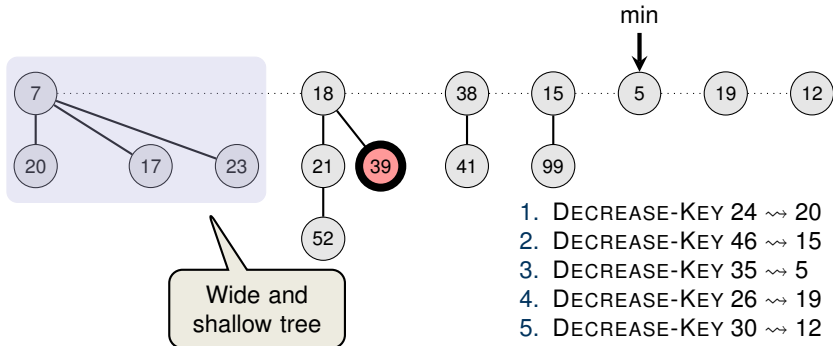 min
7 18 38 15 5 19 12
20 17 23 21 39 41 99
52
1. DECREASE-KEY 24 ⇝ 20
2. DECREASE-KEY 46 ⇝ 15
3. DECREASE-KEY 35 ⇝ 5
4. DECREASE-KEY 26 ⇝ 19
5. DECREASE-KEY 30 ⇝ 12
Wide and
shallow tree